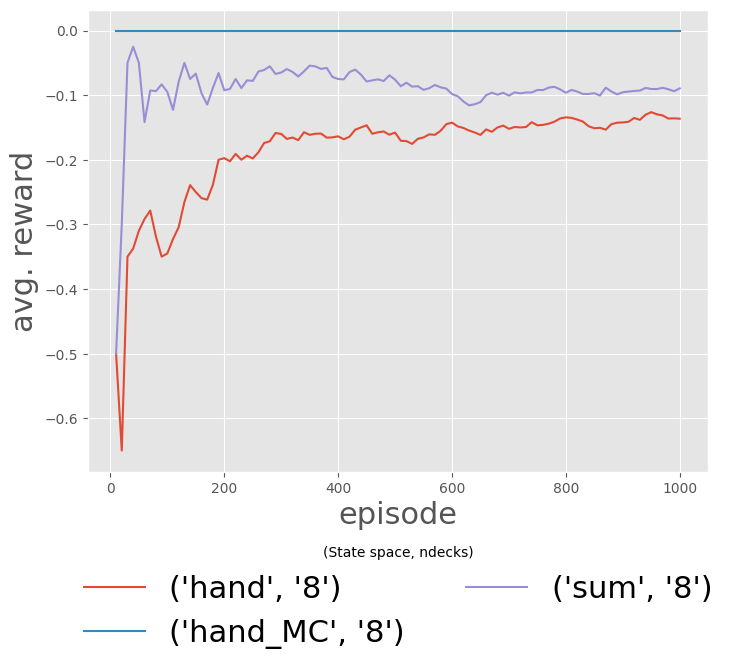 0.0
−0.1
−0.2
−0.3
−0.4
−0.5
−0.6
avg. reward
0 200 400 600 800 1000
episode
(State space, ndecks)
('hand', '8') ('sum', '8')
('hand_MC', '8')